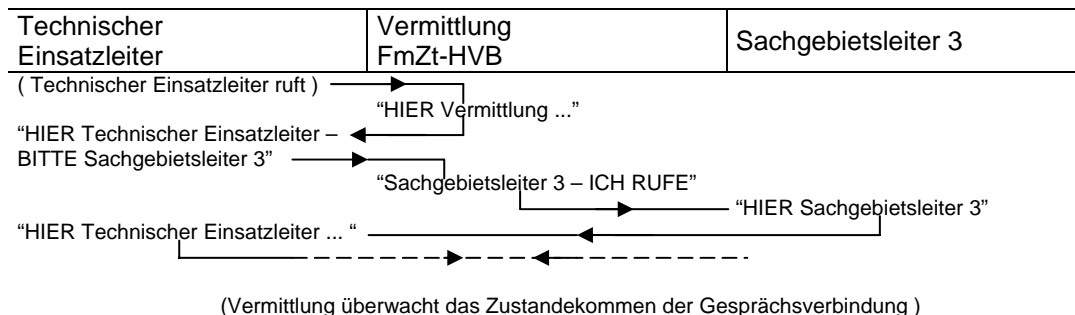 Technischer
Einsatzleiter
Vermittlung
FmZt-HVB
Sachgebietsleiter 3
( Technischer Einsatzleiter ruft )
“HIER Vermittlung ...”
“HIER Technischer Einsatzleiter –
BITTE Sachgebietsleiter 3”
“Sachgebietsleiter 3 – ICH RUFE”
“HIER Sachgebietsleiter 3”
“HIER Technischer Einsatzleiter ... “
(Vermittlung überwacht das Zustandekommen der Gesprächsverbindung )